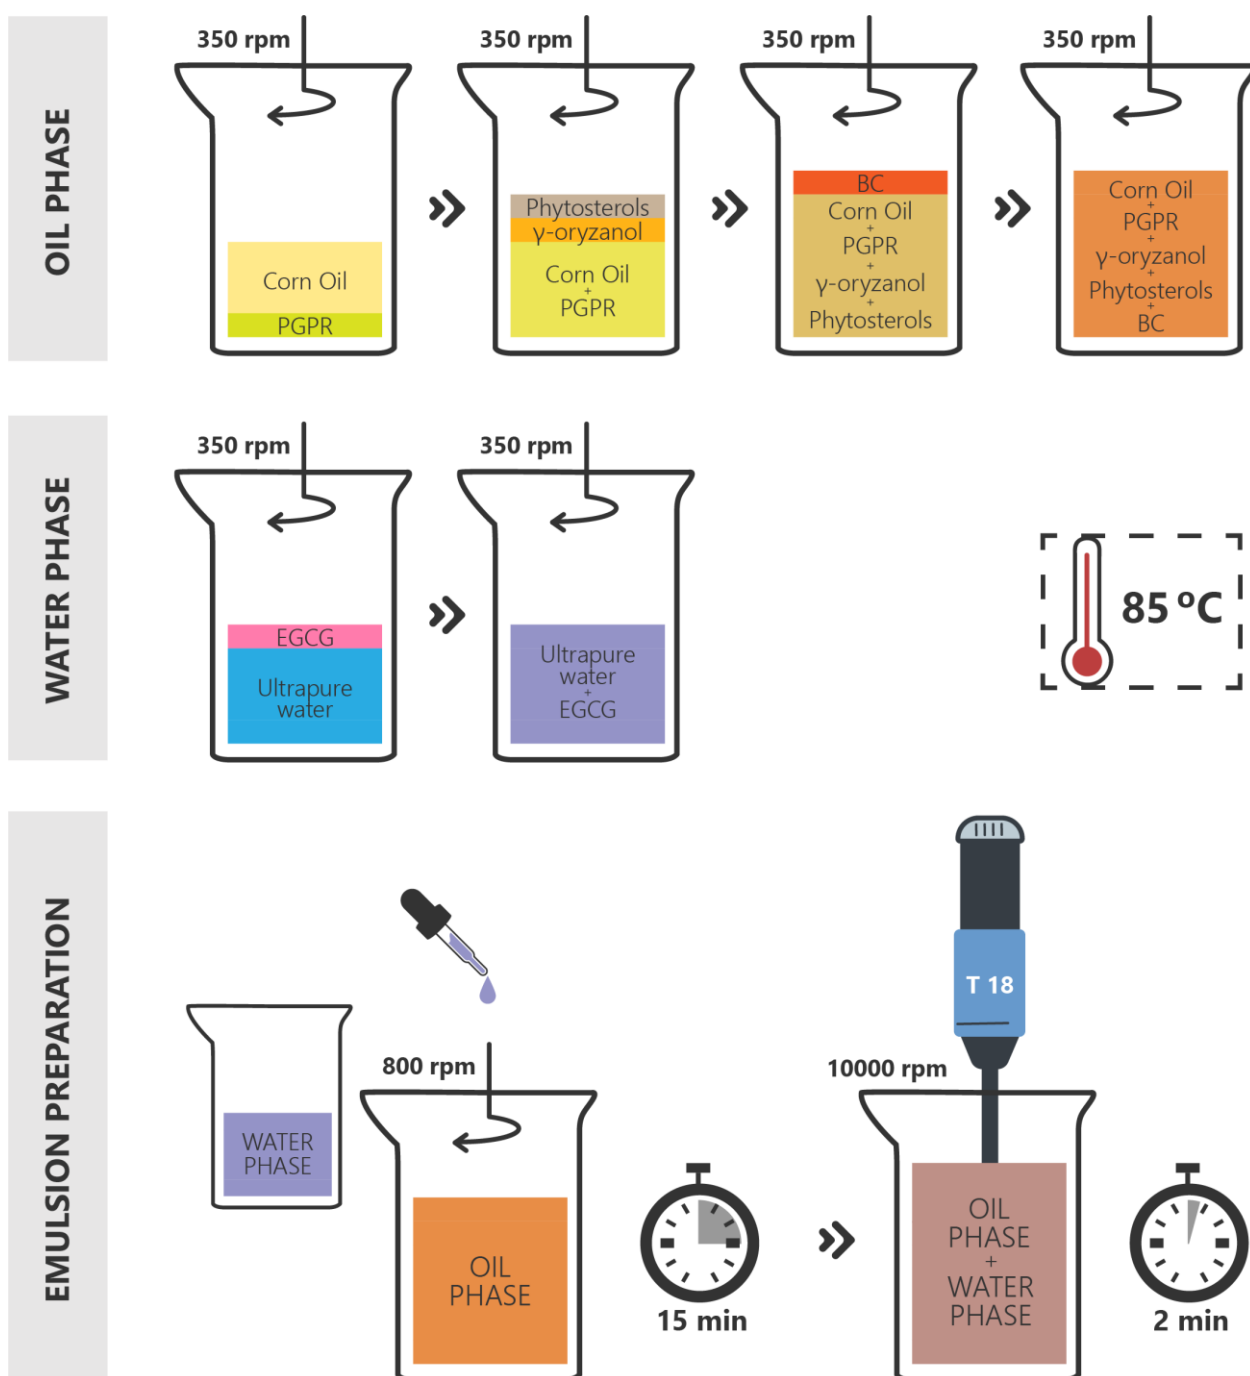 OIL PHASE
350 rpm
Corn Oil
PGPR
350 rpm
Phytosterols
γ-oryzanol
Corn Oil
+
PGPR
350 rpm
BC
Corn Oil
+
PGPR
+
γ-oryzanol
+
Phytosterols
350 rpm
Corn Oil
+
PGPR
+
γ-oryzanol
+
Phytosterols
+
BC
WATER PHASE
350 rpm
EGCG
Ultrapure
water
350 rpm
Ultrapure
water
+
EGCG
85 ºC
EMULSION PREPARATION
WATER
PHASE
800 rpm
OIL
PHASE
15 min
10000 rpm
T 18
OIL
PHASE
+
WATER
PHASE
2 min